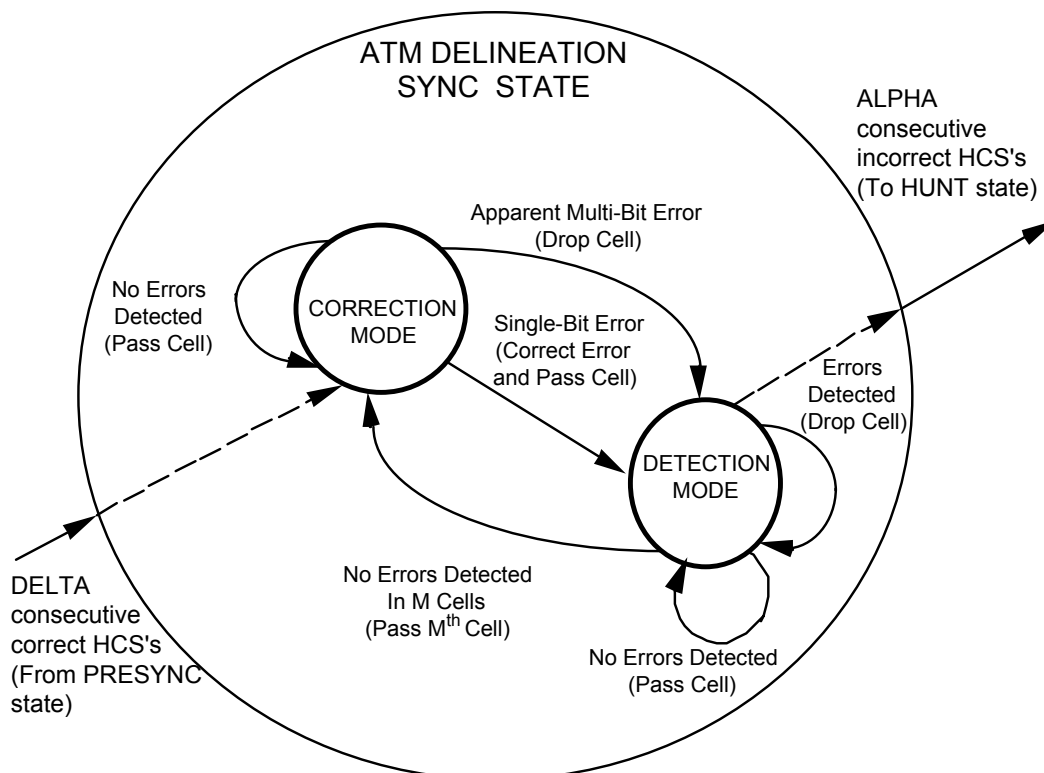 ATM DELINEATION
SYNC STATE
ALPHA
consecutive
incorrect HCS's
(To HUNT state)
Apparent Multi-Bit Error
(Drop Cell)
No Errors
Detected
(Pass Cell)
CORRECTION
MODE
Single-Bit Error
(Correct Error
and Pass Cell)
Errors
Detected
(Drop Cell)
DETECTION
MODE
No Errors Detected
In M Cells
(Pass Mth Cell)
DELTA
consecutive
correct HCS's
(From PRESYNC
state)
No Errors Detected
(Pass Cell)